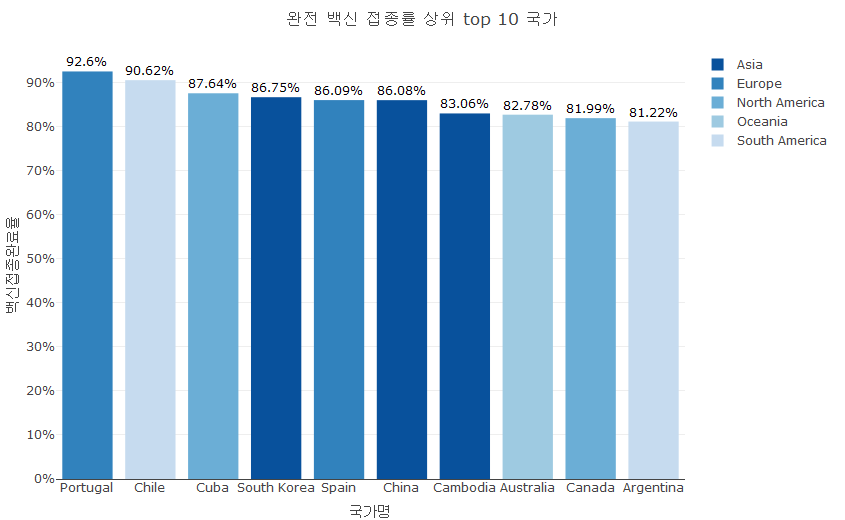 완전 백신 접종률 상위 top 10 국가
Asia
Europe
North America
Oceania
South America
백신접종완료율
90%
80%
70%
60%
50%
40%
30%
20%
10%
0%
92.6%
90.62%
87.64%
86.75%
86.09%
86.08%
83.06%
82.78%
81.99%
81.22%
Portugal
Chile
Cuba
South Korea
Spain
China
Cambodia
Australia
Canada
Argentina
국가명